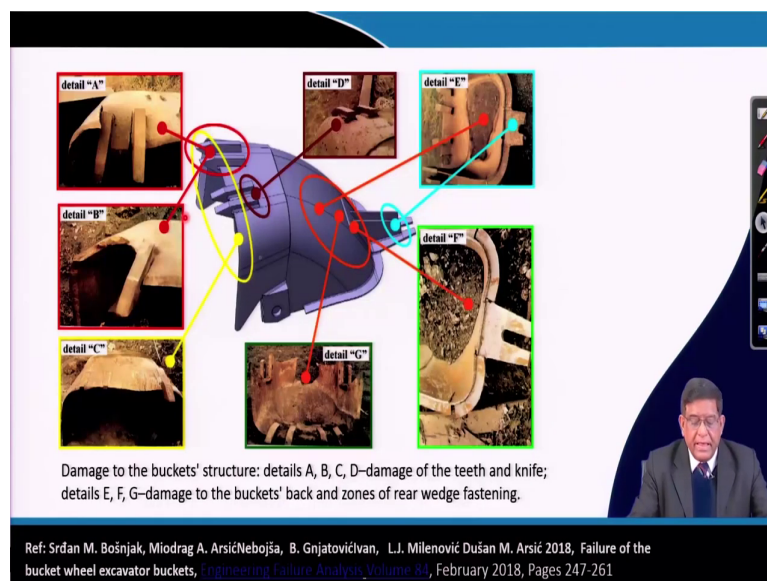 detail "A"
detail "D"
detail "E"
detail "B"
detail "F"
detail "C"
detail "G"
Damage to the buckets' structure: details A, B, C, D–damage of the teeth and knife;
details E, F, G–damage to the buckets' back and zones of rear wedge fastening.
Ref: Srđan M. Bošnjak, Miodrag A. ArsićNebojša, B. GnjatovićIvan, L.J. Milenović Dušan M. Arsić 2018, Failure of the
bucket wheel excavator buckets, Engineering Failure Analysis Volume 84, February 2018, Pages 247-261